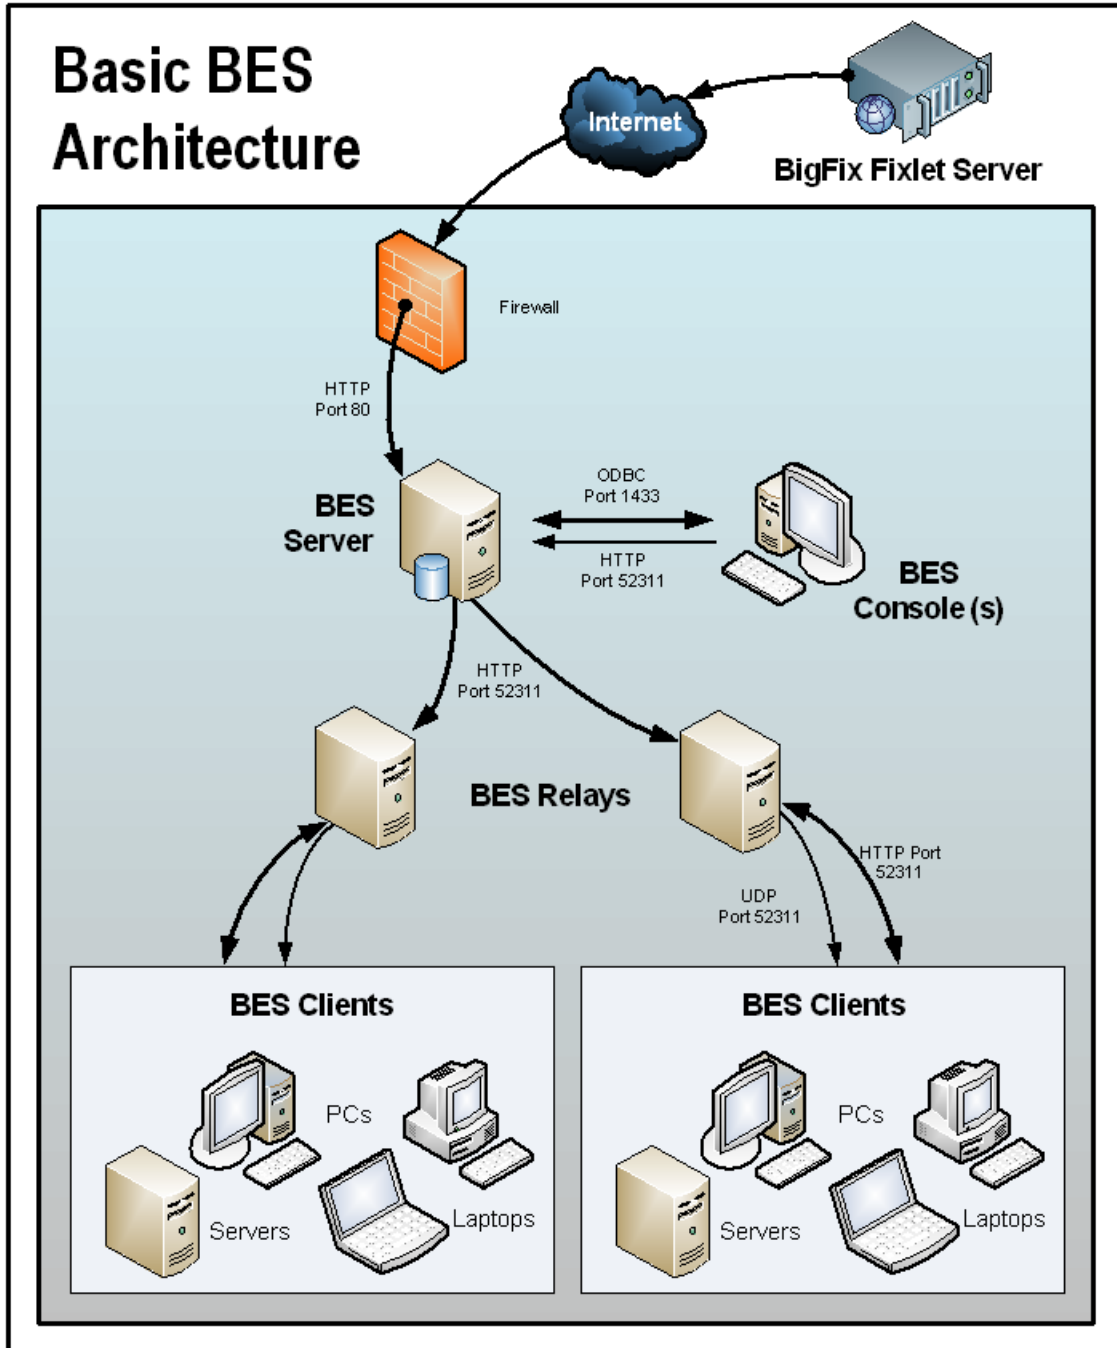 Basic BES
Architecture
Internet
BigFix Fixlet Server
Firewall
HTTP
Port 80
BES
Server
ODBC
Port 1433
HTTP
Port 52311
BES
Console (s)
HTTP
Port 52311
BES Relays
HTTP Port
52311
UDP
Port 52311
BES Clients
PCs
Servers
Laptops
BES Clients
PCs
Servers
Laptops